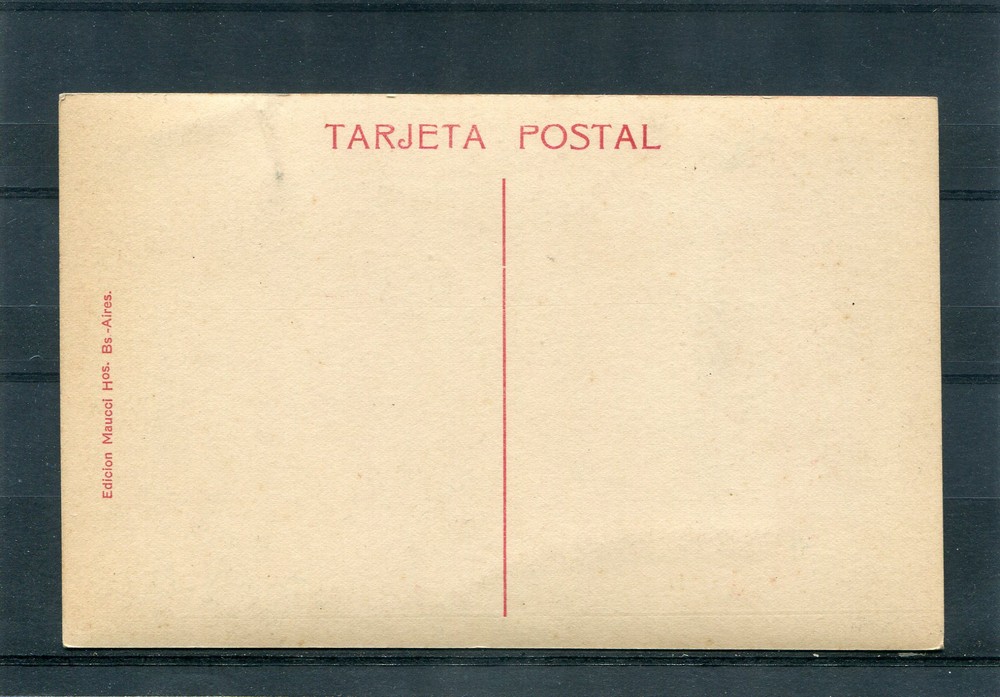 TARJETA POSTAL
Edicion Maucci Hos. Bs.-Aires.